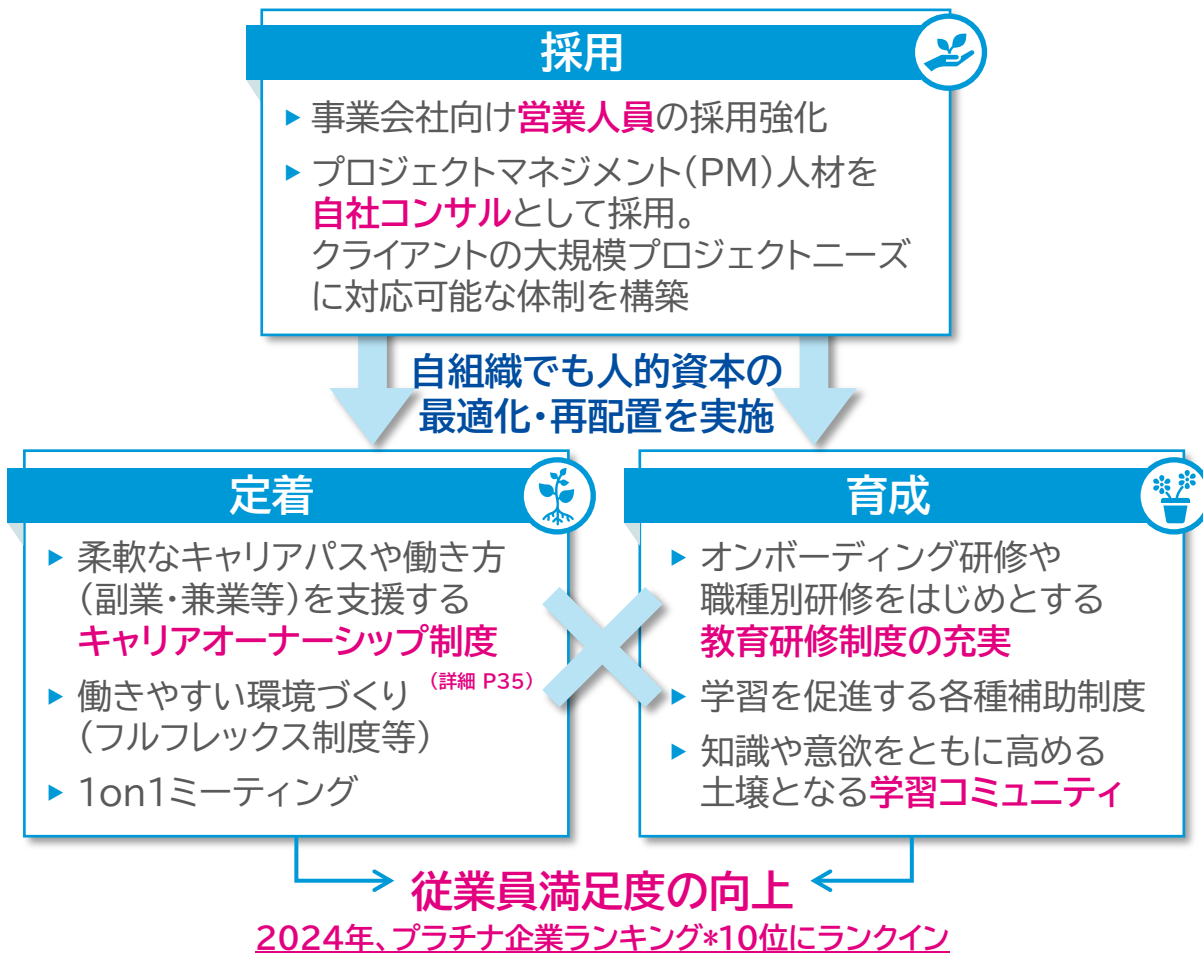 採用
▶ 事業会社向け営業人員の採用強化
▶ プロジェクトマネジメント(PM)人材を
自社コンサルとして採用。
クライアントの大規模プロジェクトニーズ
に対応可能な体制を構築
自組織でも人的資本の
最適化・再配置を実施
定着
▶ 柔軟なキャリアパスや働き方
(副業・兼業等)を支援する
キャリアオーナーシップ制度
(詳細 P35)
▶ 働きやすい環境づくり
(フルフレックス制度等)
▶ 1on1ミーティング
育成
▶ オンボーディング研修や
職種別研修をはじめとする
教育研修制度の充実
▶ 学習を促進する各種補助制度
▶ 知識や意欲をともに高める
土壌となる学習コミュニティ
従業員満足度の向上
2024年、プラチナ企業ランキング*10位にランクイン